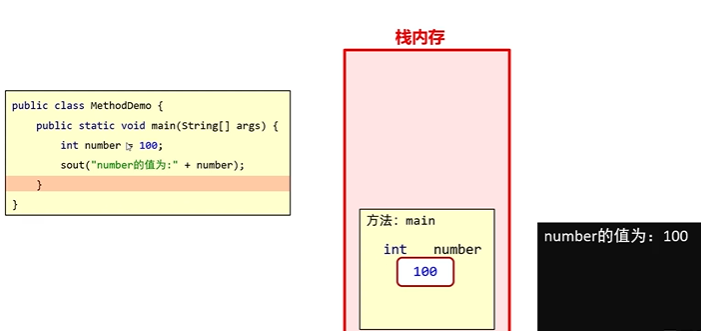 栈内存
public class MethodDemo {
public static void main(String[] args) {
int number = 100;
sout("number的值为:" + number);
}
}
方法：main
int number
100
number的值为：100